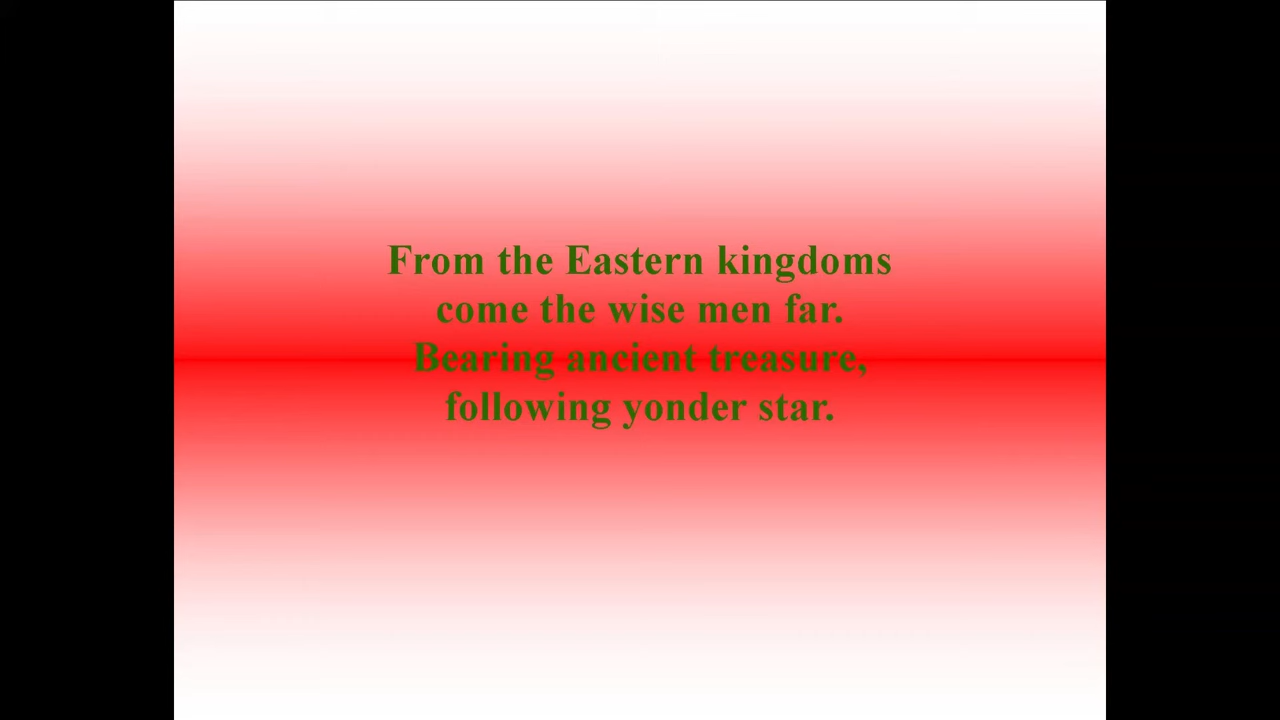 From the Eastern kingdoms
come the wise men far.
Bearing ancient treasure,
following yonder star.